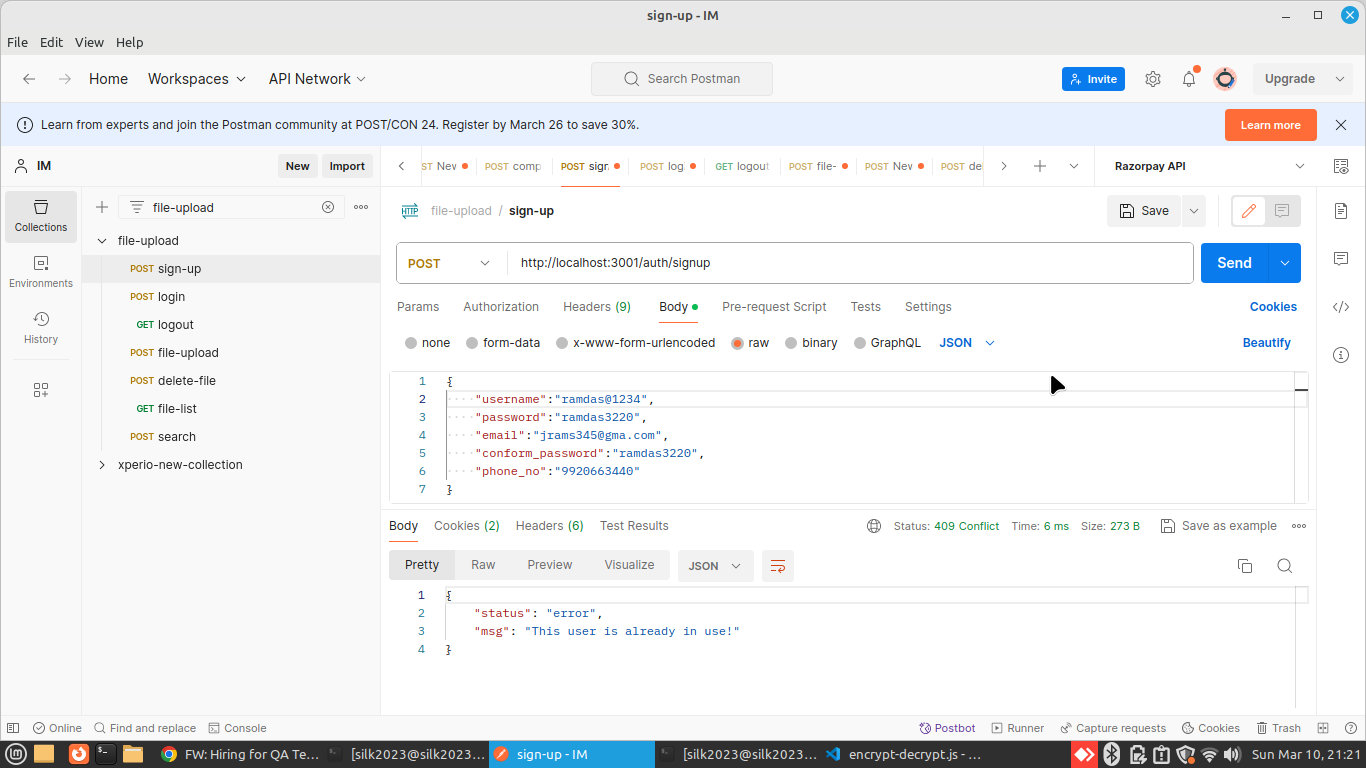 sign-up - IM
File Edit View Help
Home Workspaces API Network Search Postman Invite Upgrade
Learn from experts and join the Postman community at POST/CON 24. Register by March 26 to save 30%. Learn more
IM New Import
ST New POST comp POST sign POST log GET logout POST file- POST New POST de Razorpay API
Collections
Environments
History
file-upload
file-upload
POST sign-up
POST login
GET logout
POST file-upload
POST delete-file
GET file-list
POST search
xperio-new-collection
HTTP file-upload / sign-up Save
POST http://localhost:3001/auth/signup Send
Params Authorization Headers (9) Body Pre-request Script Tests Settings Cookies
none form-data x-www-form-urlencoded raw binary GraphQL JSON Beautify
1 {
2 "username":"ramdas@1234",
3 "password":"ramdas3220",
4 "email":"jrams345@gma.com",
5 "conform_password":"ramdas3220",
6 "phone_no":"9920663440"
7 }
Body Cookies (2) Headers (6) Test Results Status: 409 Conflict Time: 6 ms Size: 273 B Save as example
Pretty Raw Preview Visualize JSON
1 {
2 "status": "error",
3 "msg": "This user is already in use!"
4 }
Online Find and replace Console Postbot Runner Capture requests Cookies Trash
FW: Hiring for QA Te... [silk2023@silk2023... sign-up - IM [silk2023@silk2023... encrypt-decrypt.js - ... Sun Mar 10, 21:21